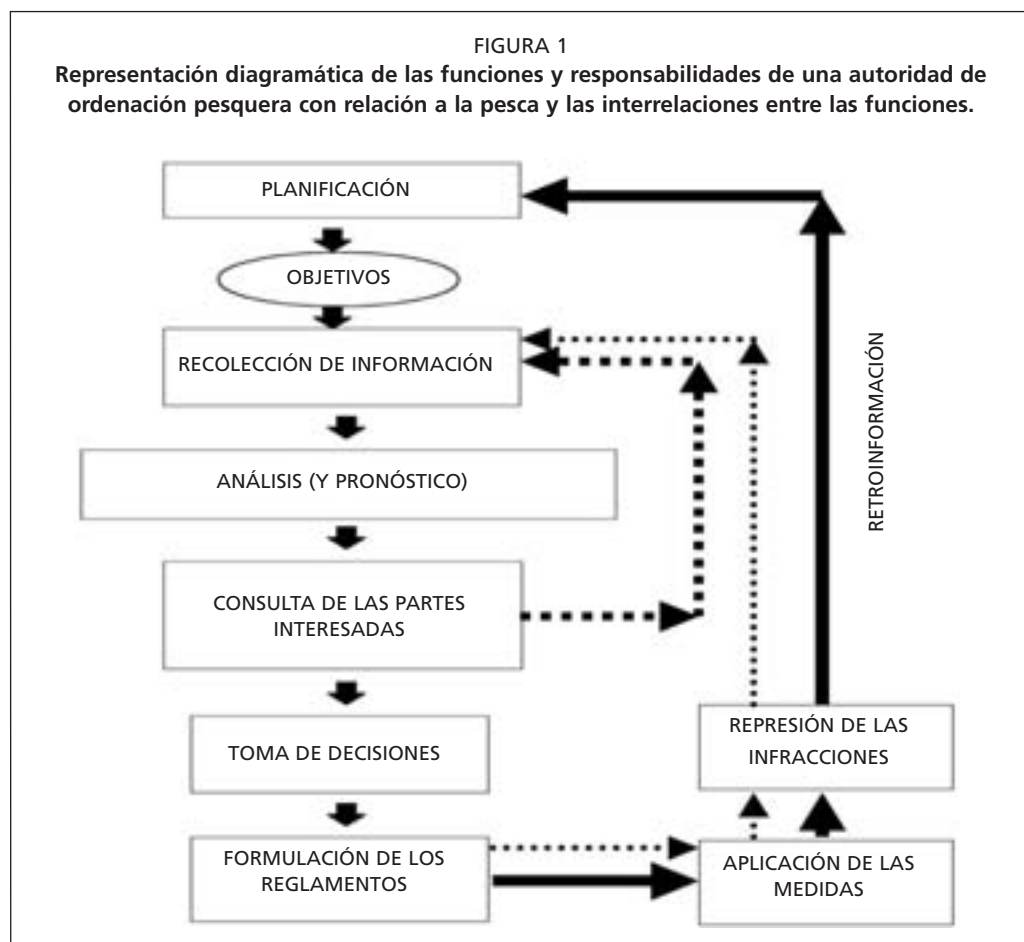 FIGURA 1
Representación diagramática de las funciones y responsabilidades de una autoridad de
ordenación pesquera con relación a la pesca y las interrelaciones entre las funciones.
PLANIFICACIÓN
OBJETIVOS
RECOLECCIÓN DE INFORMACIÓN
ANÁLISIS (Y PRONÓSTICO)
CONSULTA DE LAS PARTES
INTERESADAS
TOMA DE DECISIONES
FORMULACIÓN DE LOS
REGLAMENTOS
APLICACIÓN DE LAS
MEDIDAS
REPRESIÓN DE LAS
INFRACCIONES
RETROINFORMACIÓN